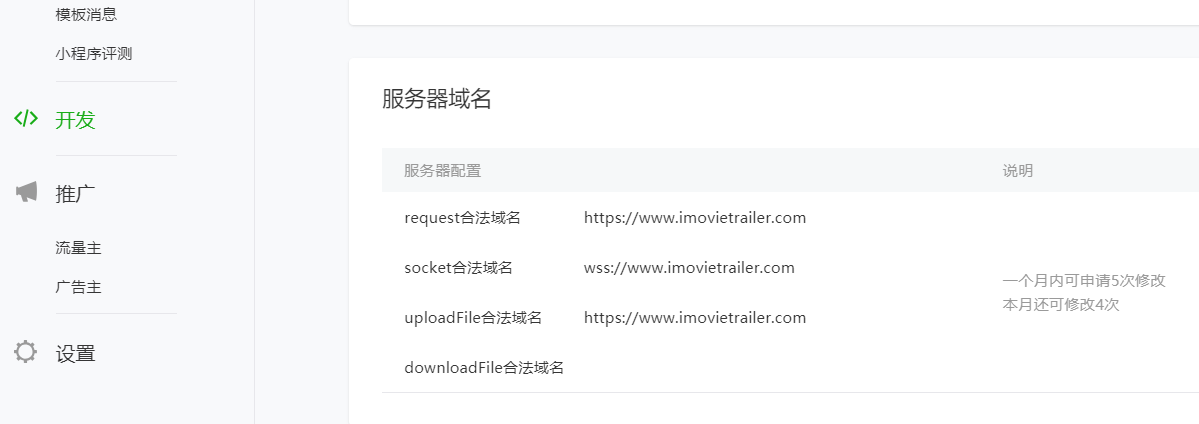 模板消息
小程序评测
开发
推广
流量主
广告主
设置
服务器域名
服务器配置 说明
request合法域名 https://www.imovietrailer.com
socket合法域名 wss://www.imovietrailer.com
一个月内可申请5次修改
本月还可修改4次
uploadFile合法域名 https://www.imovietrailer.com
downloadFile合法域名